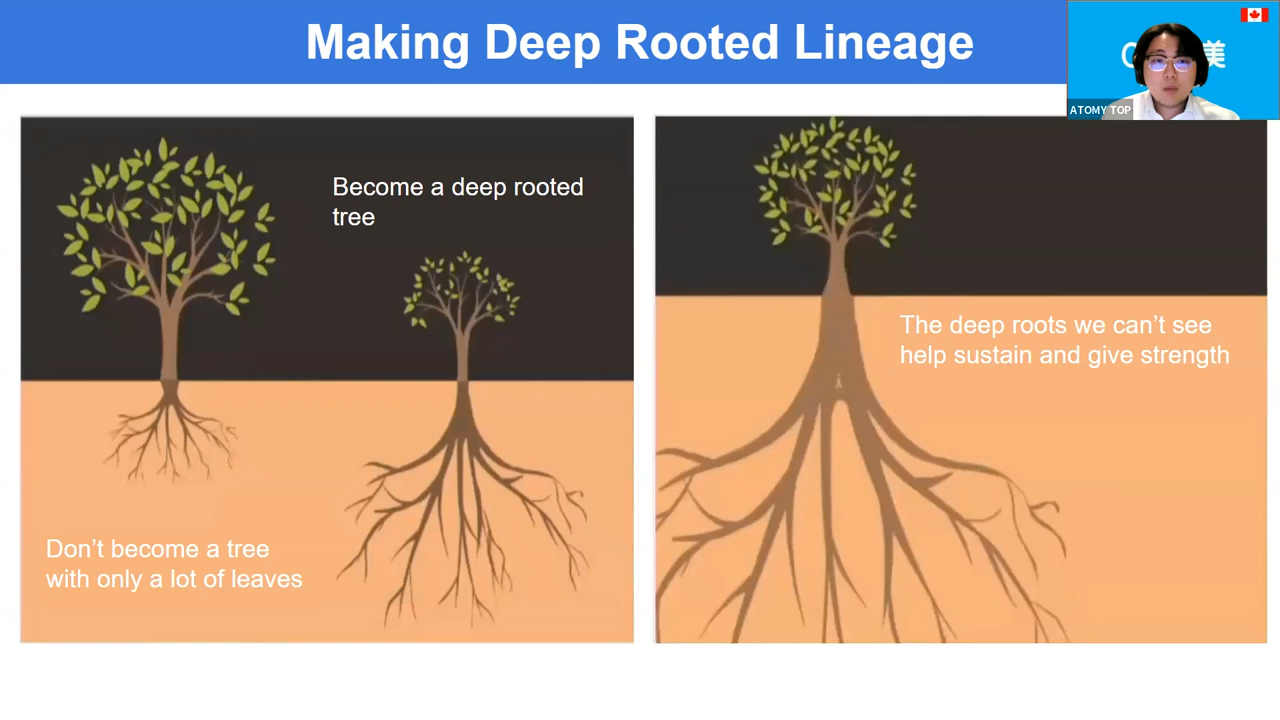 Making Deep Rooted Lineage
美
ATOMY TOP
Become a deep rooted
tree
Don’t become a tree
with only a lot of leaves
The deep roots we can’t see
help sustain and give strength